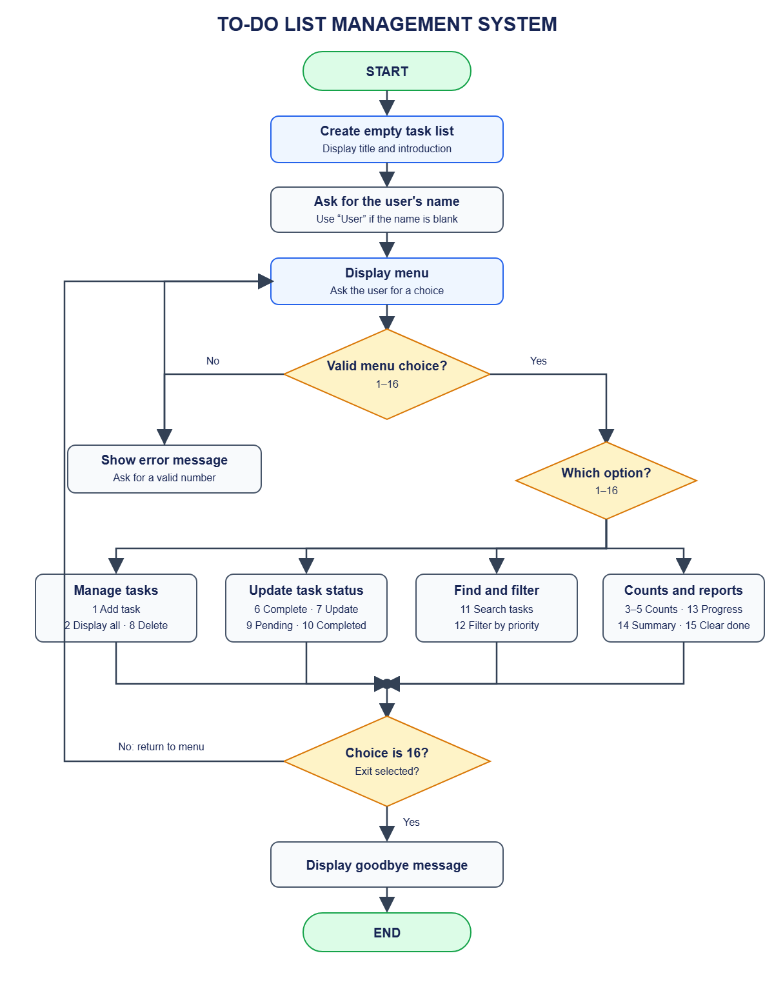 TO-DO LIST MANAGEMENT SYSTEM
START
Create empty task list
Display title and introduction
Ask for the user's name
Use “User” if the name is blank
Display menu
Ask the user for a choice
Valid menu choice?
1–16
No
Yes
Show error message
Ask for a valid number
Which option?
1–16
Manage tasks
1 Add task
2 Display all · 8 Delete
Update task status
6 Complete · 7 Update
9 Pending · 10 Completed
Find and filter
11 Search tasks
12 Filter by priority
Counts and reports
3–5 Counts · 13 Progress
14 Summary · 15 Clear done
Choice is 16?
Exit selected?
No: return to menu
Yes
Display goodbye message
END